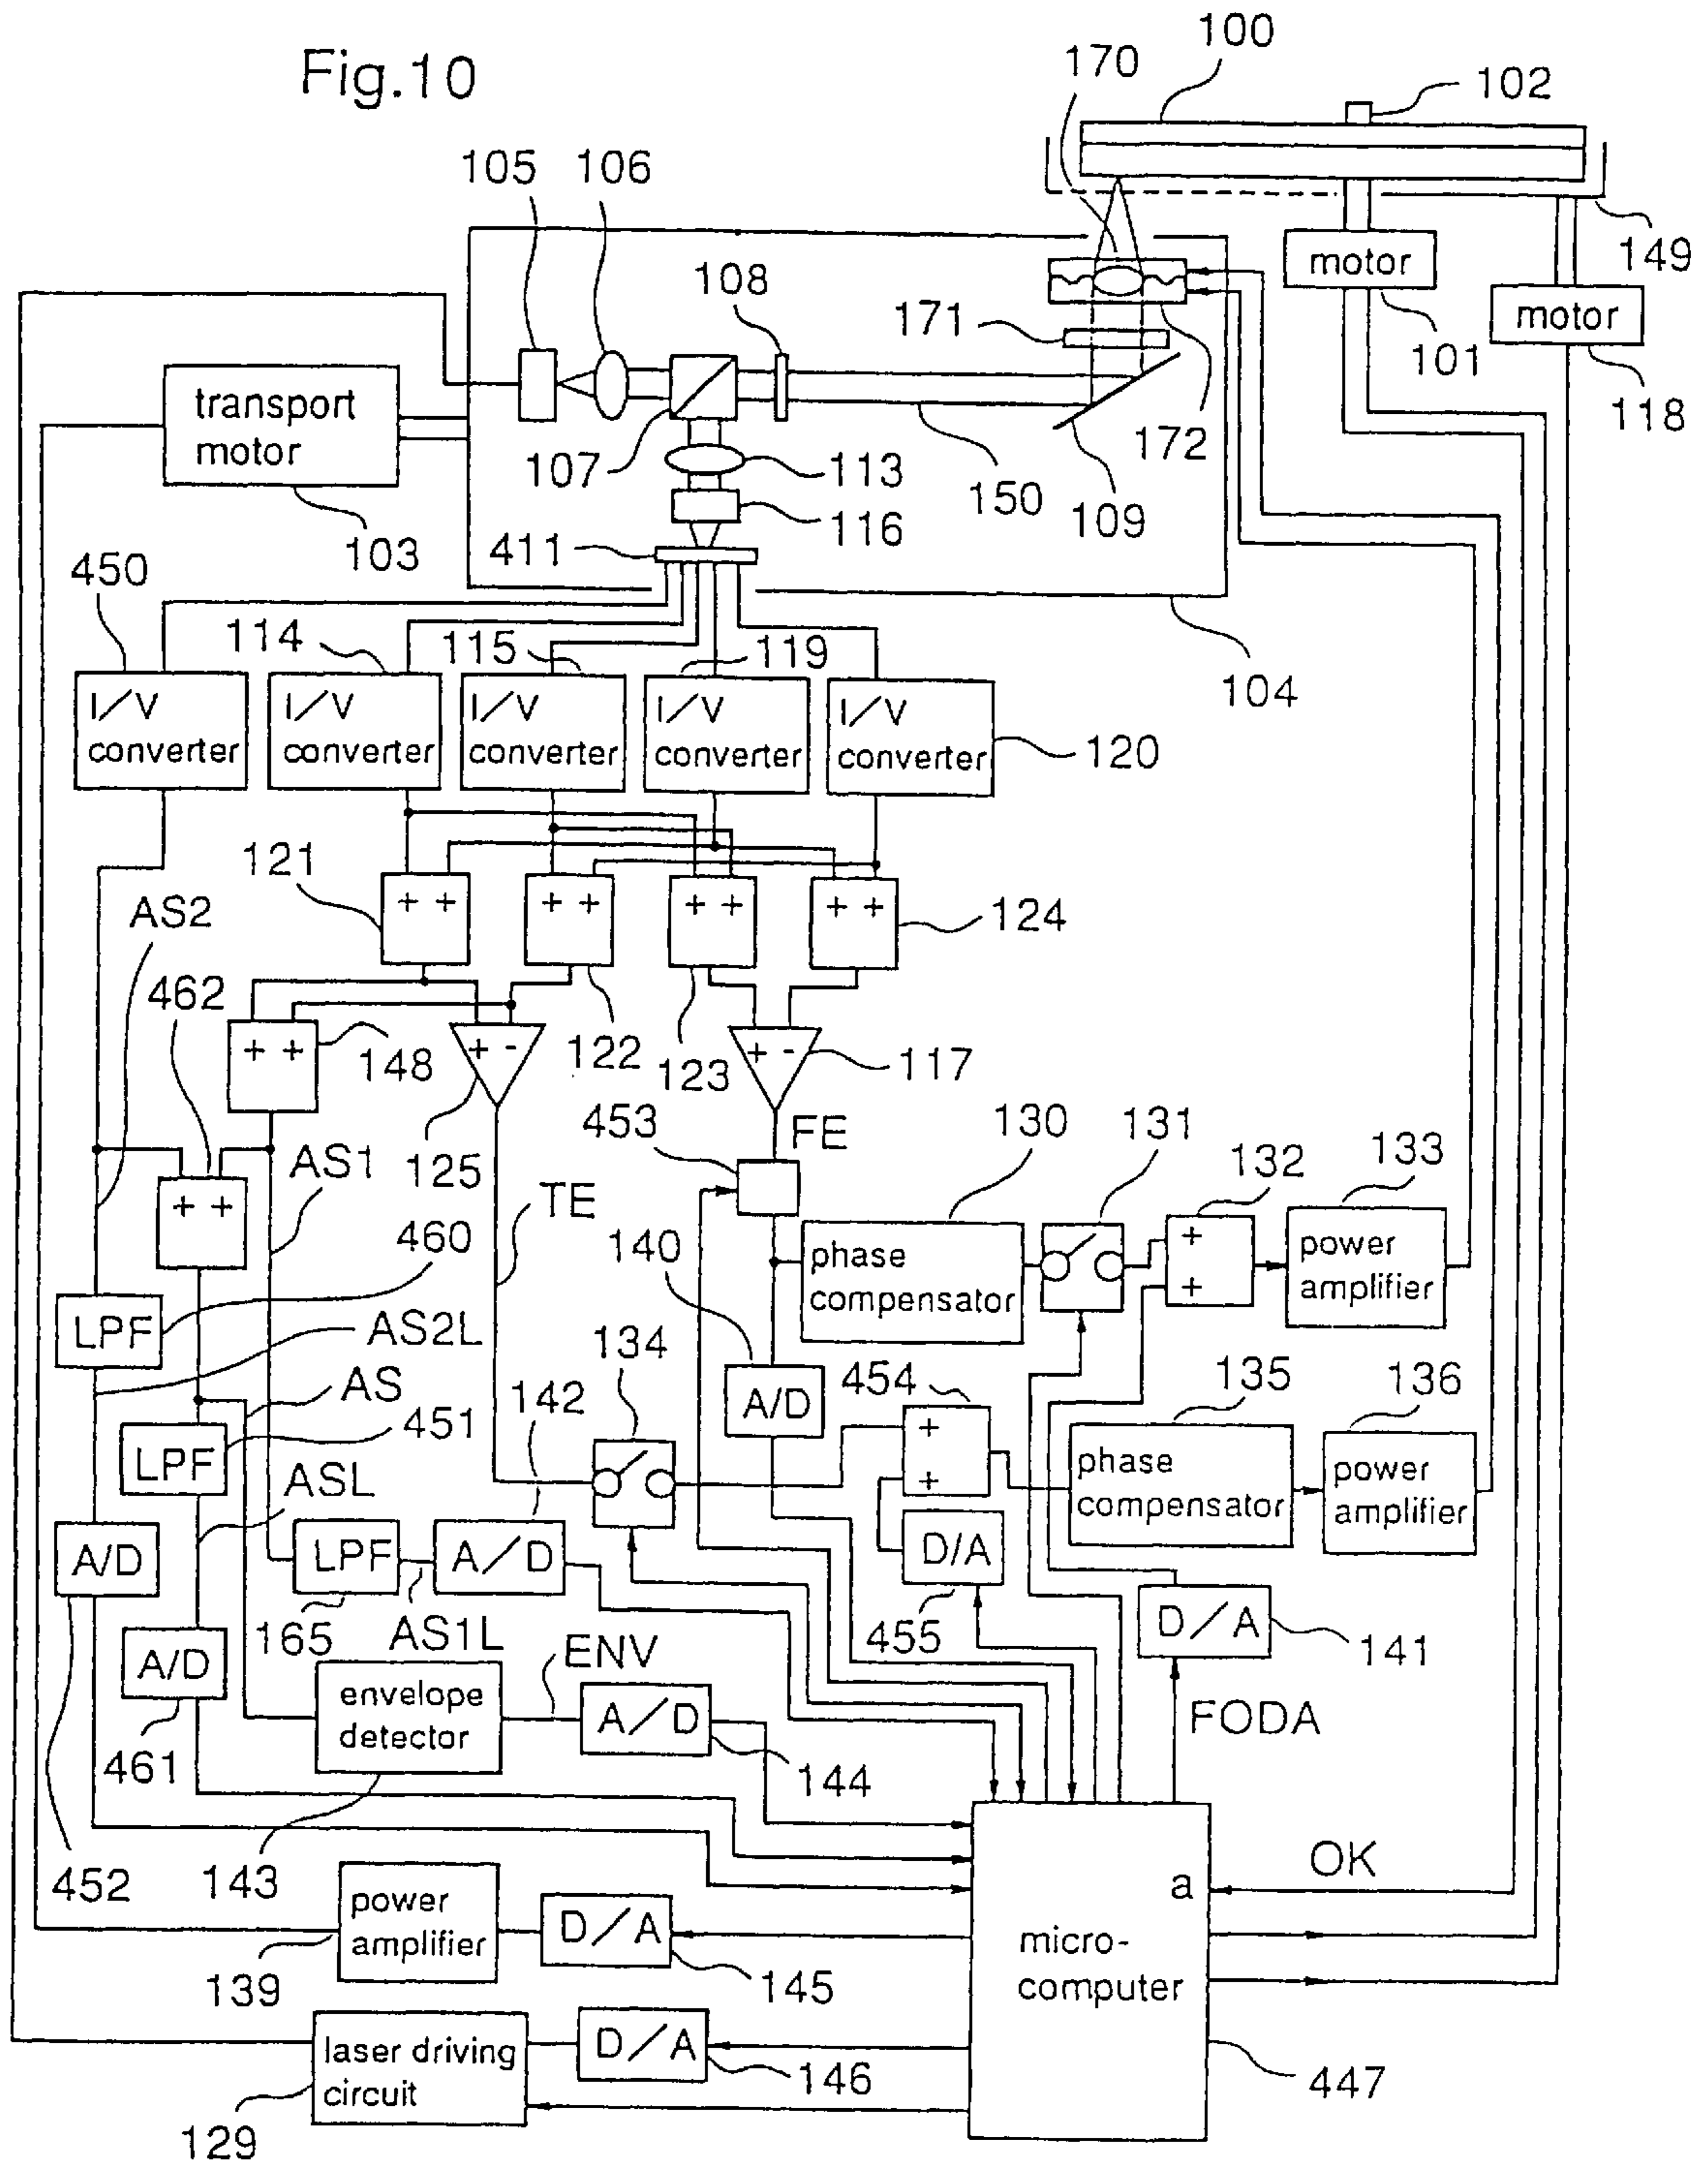 Fig.10
100
170
102
105 106
149
108
motor
171
motor
101
transport
motor
118
107
113
172
150
109
116
103
411
450
114
115
119
104
I/V
converter
I/V
converter
I/V
converter
I/V
converter
I/V
converter
120
121
+ +
+ +
+ +
+ +
124
AS2
462
+ +
148
+ -
122
+ -
123
117
453
FE
130
131
132
133
AS1
125
TE
+ +
460
140
phase
compensator
+
+
power
amplifier
LPF
AS2L
134
AS
142
454
135
136
A/D
451
LPF
+
+
phase
compensator
power
amplifier
ASL
A/D
LPF
A/D
D/A
165
AS1L
455
D/A
141
A/D
ENV
envelope
detector
A/D
FODA
461
144
452
143
OK
a
power
amplifier
D/A
micro-
computer
139
145
laser driving
circuit
D/A
146
447
129